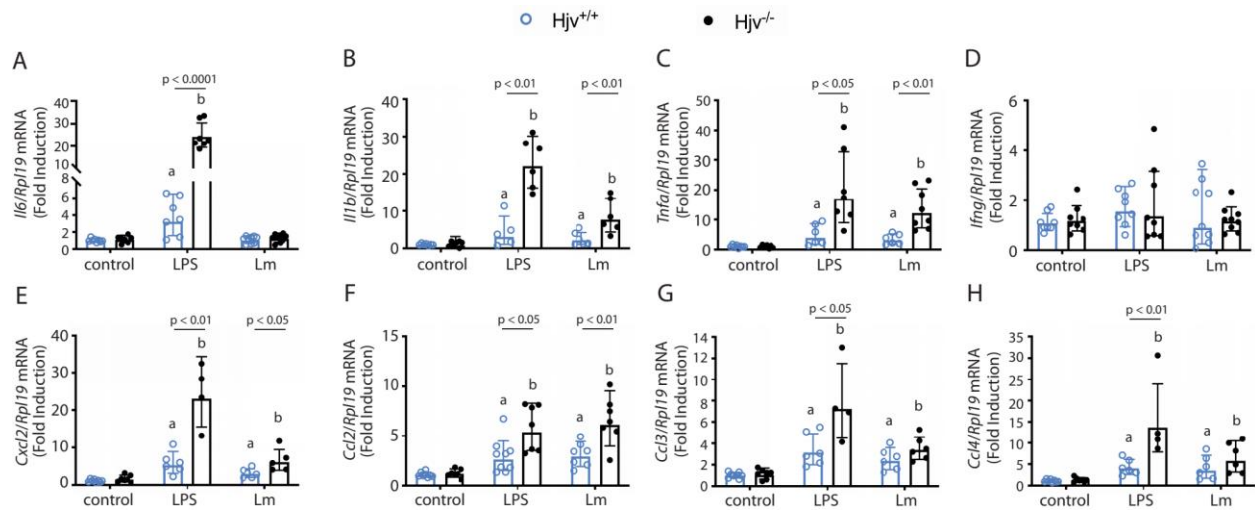 Hjv+/+ Hjv-/-
A
Il6/Rpl19 mRNA
(Fold Induction)
40
30
20
10
8
6
4
2
0
p < 0.0001
a
b
control LPS Lm
B
Il1b/Rpl19 mRNA
(Fold Induction)
40
30
20
10
0
p < 0.01 p < 0.01
a b a b
control LPS Lm
C
Tnfa/Rpl19 mRNA
(Fold Induction)
50
40
30
20
10
0
p < 0.05 p < 0.01
a b a b
control LPS Lm
D
Ifng/Rpl19 mRNA
(Fold Induction)
6
4
2
0
control LPS Lm
E
Cxcl2/Rpl19 mRNA
(Fold Induction)
40
30
20
10
0
p < 0.01 p < 0.05
a b a b
control LPS Lm
F
Ccl2/Rpl19 mRNA
(Fold Induction)
15
10
5
0
p < 0.05 p < 0.01
a b a b
control LPS Lm
G
Ccl3/Rpl19 mRNA
(Fold Induction)
14
12
10
8
6
4
2
0
p < 0.05
a b a b
control LPS Lm
H
Ccl4/Rpl19 mRNA
(Fold Induction)
35
30
25
20
15
10
5
0
p < 0.01
a b a b
control LPS Lm